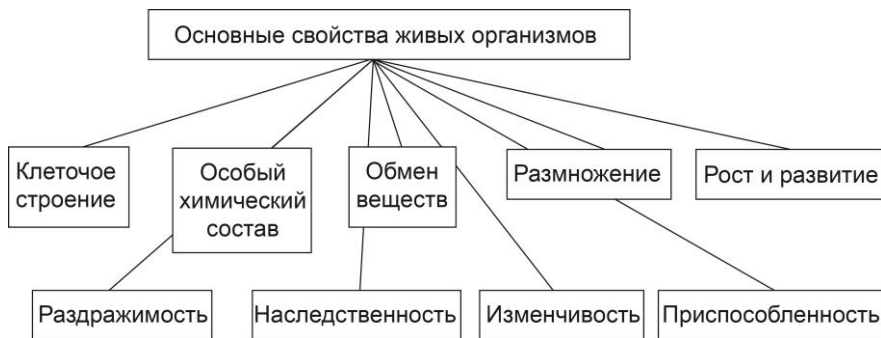 Основные свойства живых организмов
Клеточое
строение
Особый
химический
состав
Обмен
веществ
Размножение
Рост и развитие
Раздражимость
Наследственность
Изменчивость
Приспособленность